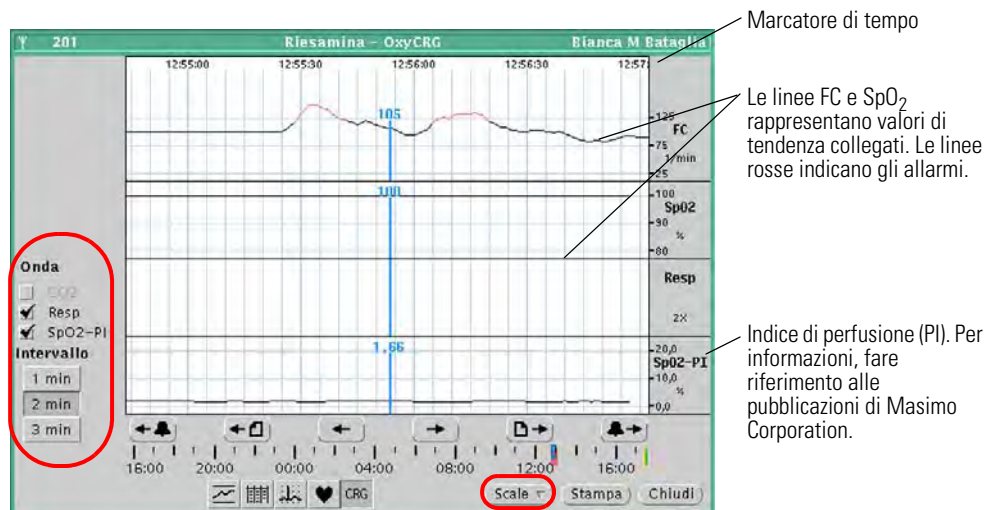 201 Riesamina - OxyCRG Bianca M Bataglia
12:55:00 12:55:30 12:56:00 12:56:30 12:57:
105
125
FC
75
1/min
25
100
100
SpO2
90
%
80
Resp
2X
1,66
20,0
SpO2-PI
10,0
%
0,0
Onda
CO2
Resp
SpO2-PI
Intervallo
1 min
2 min
3 min
16:00 20:00 00:00 04:00 08:00 12:00 16:00
CRG Scale Stampa Chiudi
Marcatore di tempo
Le linee FC e SpO2
rappresentano valori di
tendenza collegati. Le linee
rosse indicano gli allarmi.
Indice di perfusione (PI). Per
informazioni, fare
riferimento alle
pubblicazioni di Masimo
Corporation.